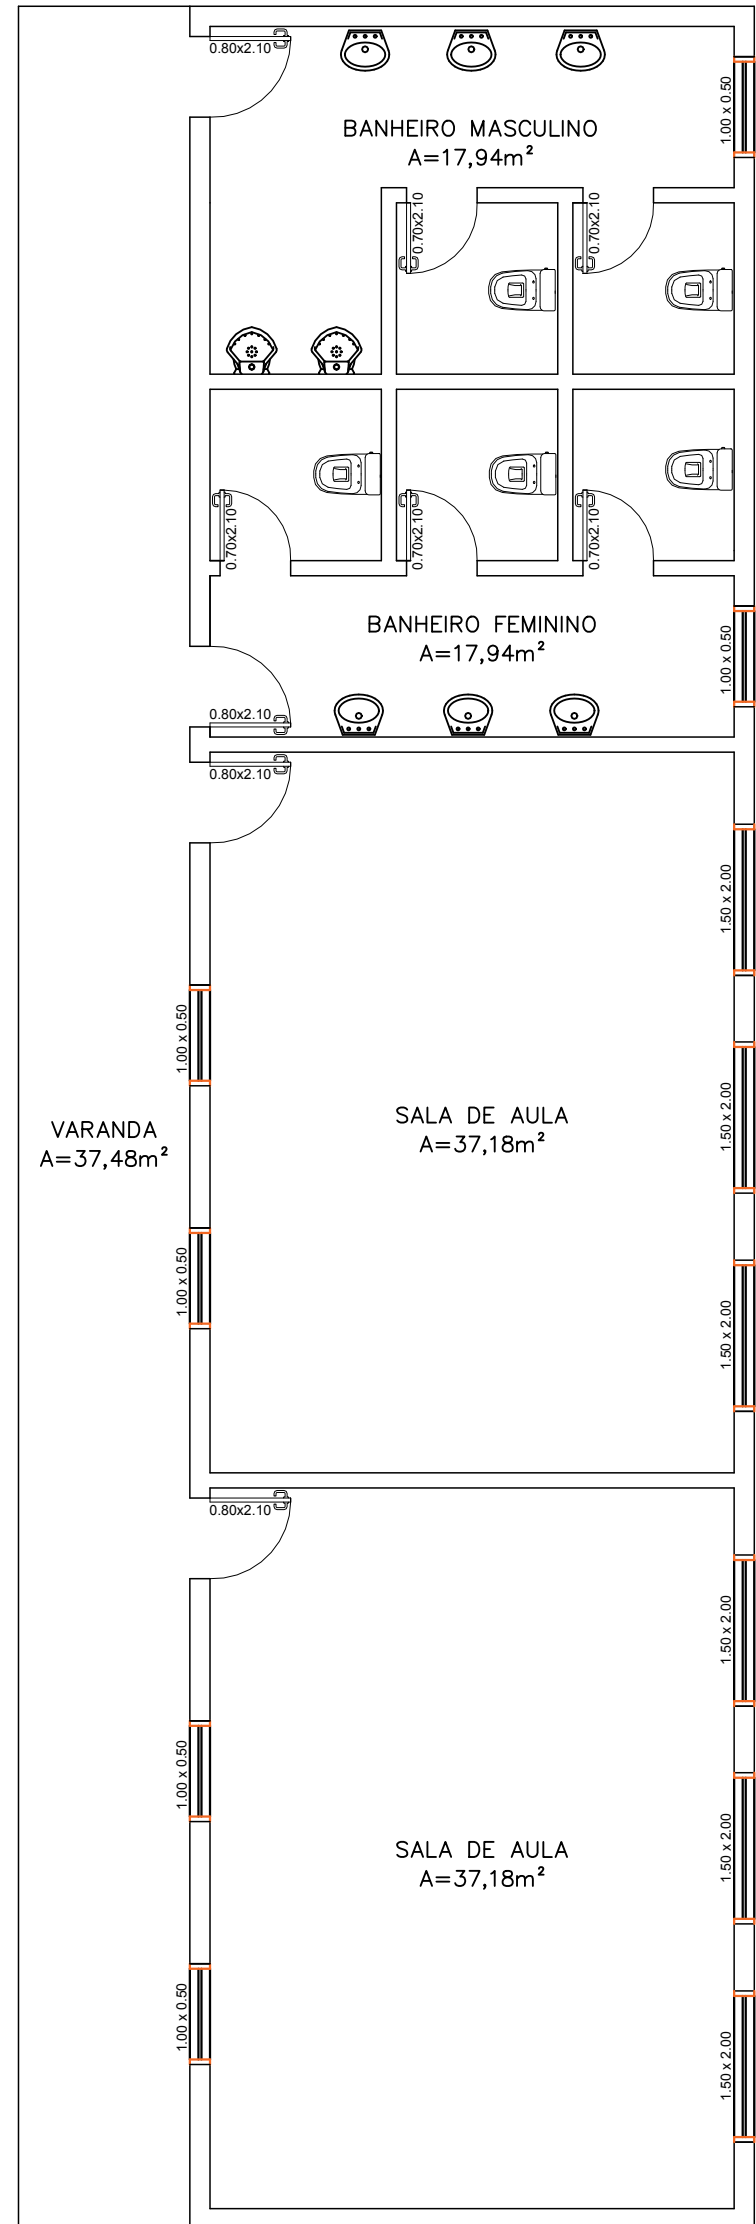 0.80x2.10
1.00 x 0.50
BANHEIRO MASCULINO
A=17,94m²
0.70x2.10
0.70x2.10
0.70x2.10
0.70x2.10
0.70x2.10
BANHEIRO FEMININO
A=17,94m²
1.00 x 0.50
0.80x2.10
0.80x2.10
1.50 x 2.00
1.00 x 0.50
SALA DE AULA
A=37,18m²
1.50 x 2.00
VARANDA
A=37,48m²
1.00 x 0.50
1.50 x 2.00
0.80x2.10
1.50 x 2.00
1.00 x 0.50
SALA DE AULA
A=37,18m²
1.50 x 2.00
1.00 x 0.50
1.50 x 2.00